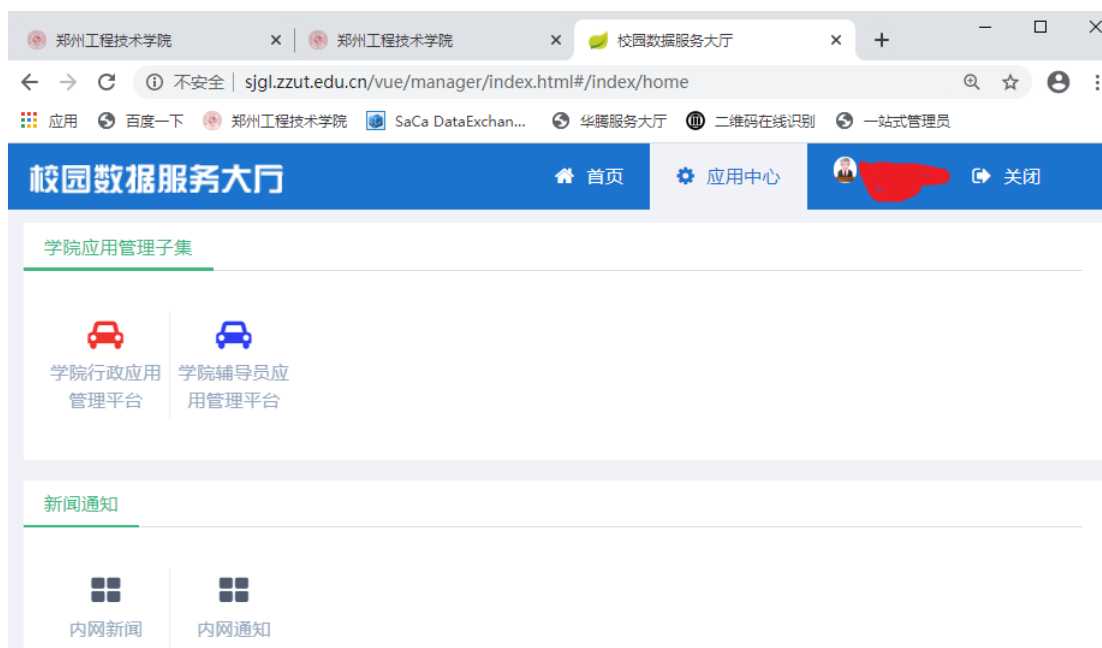 郑州工程技术学院
郑州工程技术学院
校园数据服务大厅
不安全 | sjgl.zzut.edu.cn/vue/manager/index.html#/index/home
应用 百度一下 郑州工程技术学院 SaCa DataExchan... 华腾服务大厅 二维码在线识别 一站式管理员
校园数据服务大厅 首页 应用中心 关闭
学院应用管理子集
学院行政应用 学院辅导员应
管理平台 用管理平台
新闻通知
内网新闻 内网通知